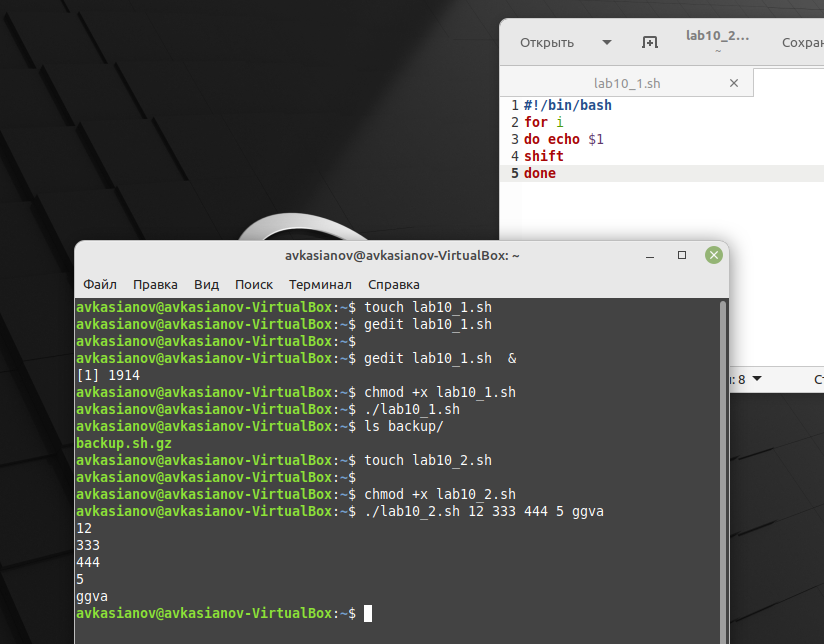 Открыть
lab10_2...
~
Сохран
lab10_1.sh
1 #!/bin/bash
2 for i
3 do echo $1
4 shift
5 done
avkasianov@avkasianov-VirtualBox: ~
Файл Правка Вид Поиск Терминал Справка
avkasianov@avkasianov-VirtualBox:~$ touch lab10_1.sh
avkasianov@avkasianov-VirtualBox:~$ gedit lab10_1.sh
avkasianov@avkasianov-VirtualBox:~$
avkasianov@avkasianov-VirtualBox:~$ gedit lab10_1.sh  &
[1] 1914
avkasianov@avkasianov-VirtualBox:~$ chmod +x lab10_1.sh
avkasianov@avkasianov-VirtualBox:~$ ./lab10_1.sh
avkasianov@avkasianov-VirtualBox:~$ ls backup/
backup.sh.gz
avkasianov@avkasianov-VirtualBox:~$ touch lab10_2.sh
avkasianov@avkasianov-VirtualBox:~$
avkasianov@avkasianov-VirtualBox:~$ chmod +x lab10_2.sh
avkasianov@avkasianov-VirtualBox:~$ ./lab10_2.sh 12 333 444 5 ggva
12
333
444
5
ggva
avkasianov@avkasianov-VirtualBox:~$
: 8
Ст